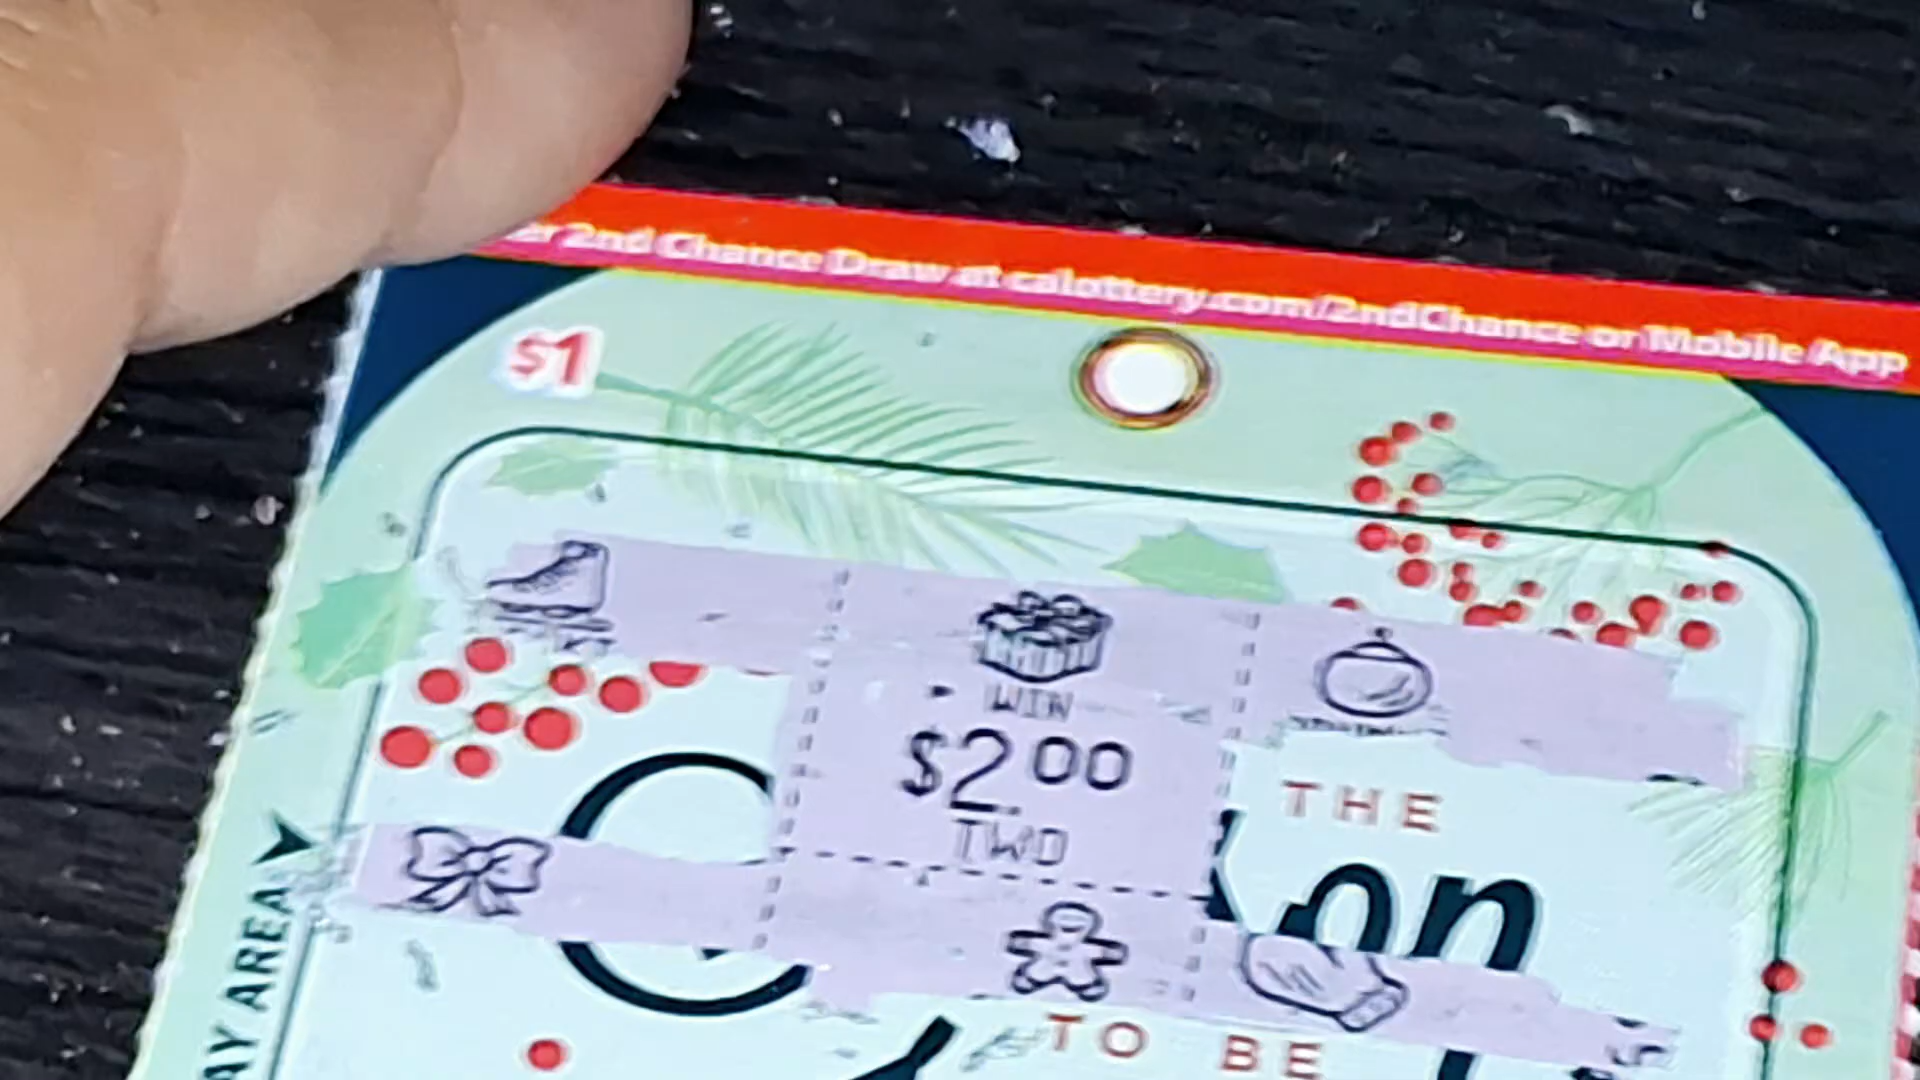 2nd Chance Draw at calottery.com/2ndChance or Mobile App
$1
WIN
$2.00
TWO
THE
on
TO BE
AY AREA